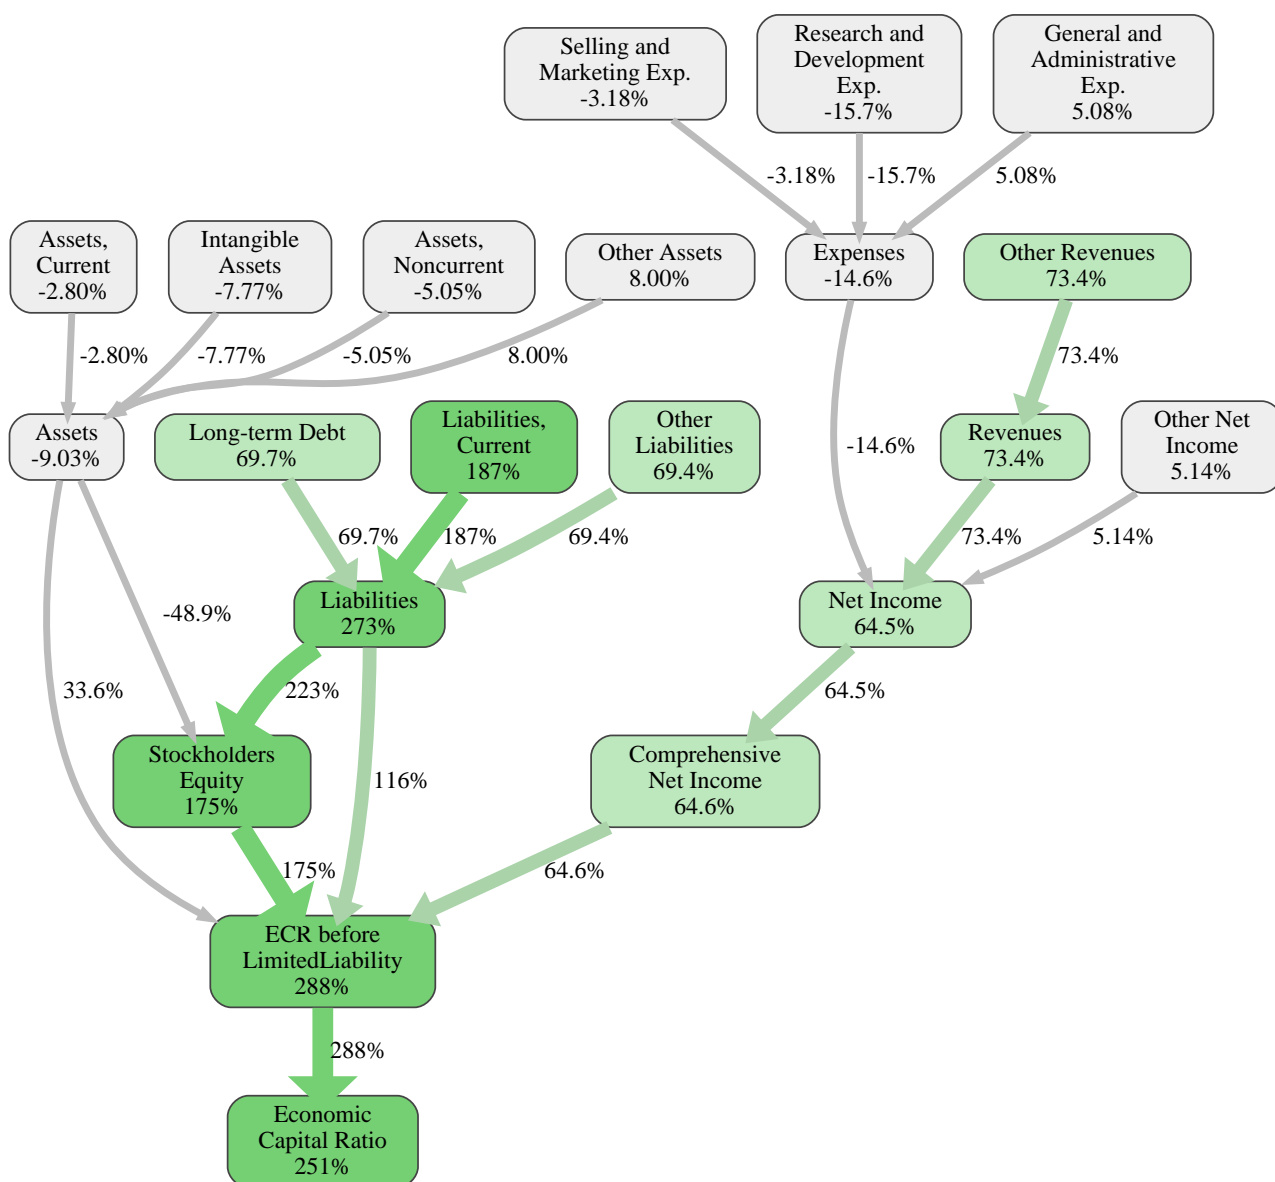 Selling and
Marketing Exp.
-3.18%
Research and
Development
Exp.
-15.7%
General and
Administrative
Exp.
5.08%
-3.18%
-15.7%
5.08%
Assets,
Current
-2.80%
Intangible
Assets
-7.77%
Assets,
Noncurrent
-5.05%
Other Assets
8.00%
Expenses
-14.6%
Other Revenues
73.4%
-2.80%
-7.77%
-5.05%
8.00%
73.4%
Assets
-9.03%
Long-term Debt
69.7%
Liabilities,
Current
187%
Other
Liabilities
69.4%
-14.6%
Revenues
73.4%
Other Net
Income
5.14%
69.7%
187%
69.4%
73.4%
5.14%
Liabilities
273%
Net Income
64.5%
-48.9%
33.6%
223%
64.5%
Stockholders
Equity
175%
116%
Comprehensive
Net Income
64.6%
175%
64.6%
ECR before
LimitedLiability
288%
288%
Economic
Capital Ratio
251%